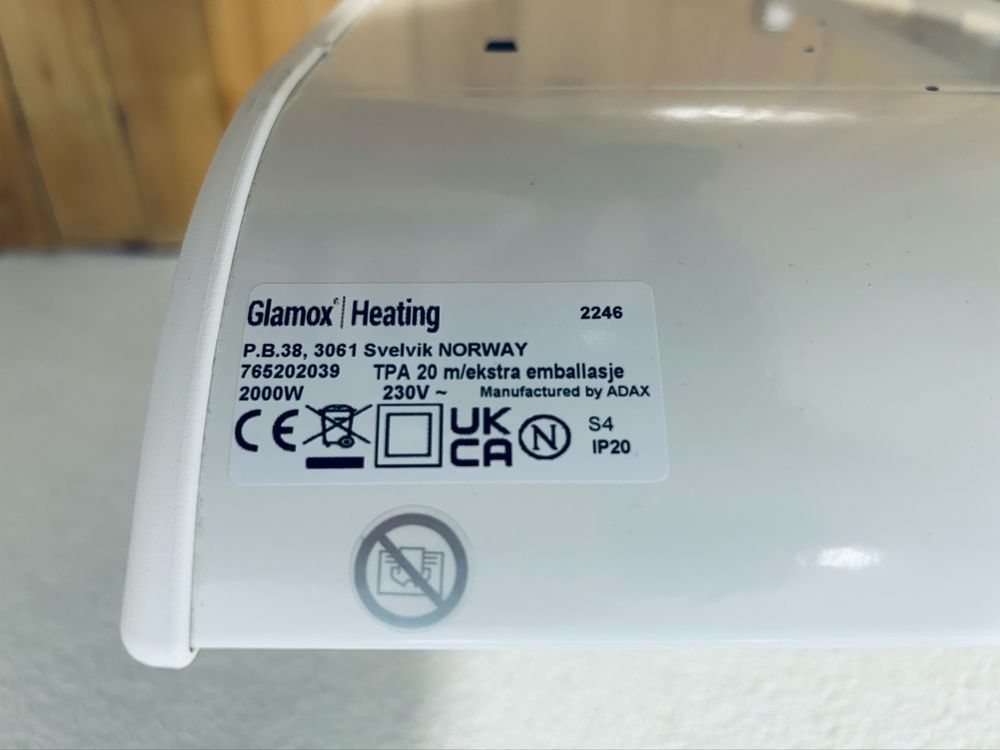 Glamox® | Heating 2246
P.B.38, 3061 Svelvik NORWAY
765202039 TPA 20 m/ekstra emballasje
2000W 230V ~ Manufactured by ADAX
CE UK CA N S4
IP20